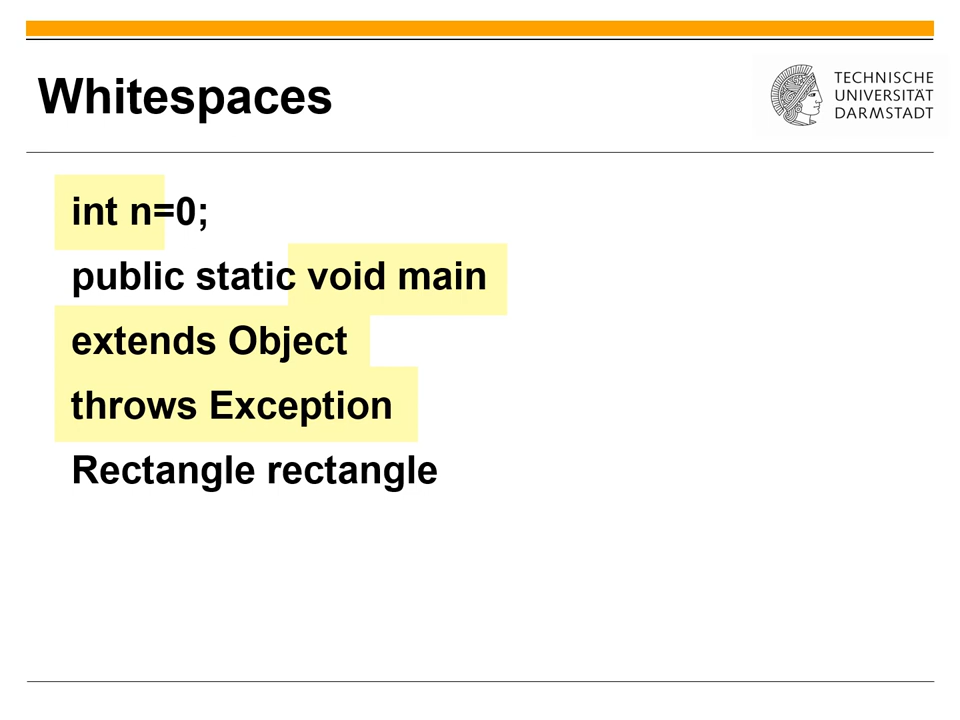 Whitespaces
TECHNISCHE
UNIVERSITÄT
DARMSTADT
int n=0;
public static void main
extends Object
throws Exception
Rectangle rectangle